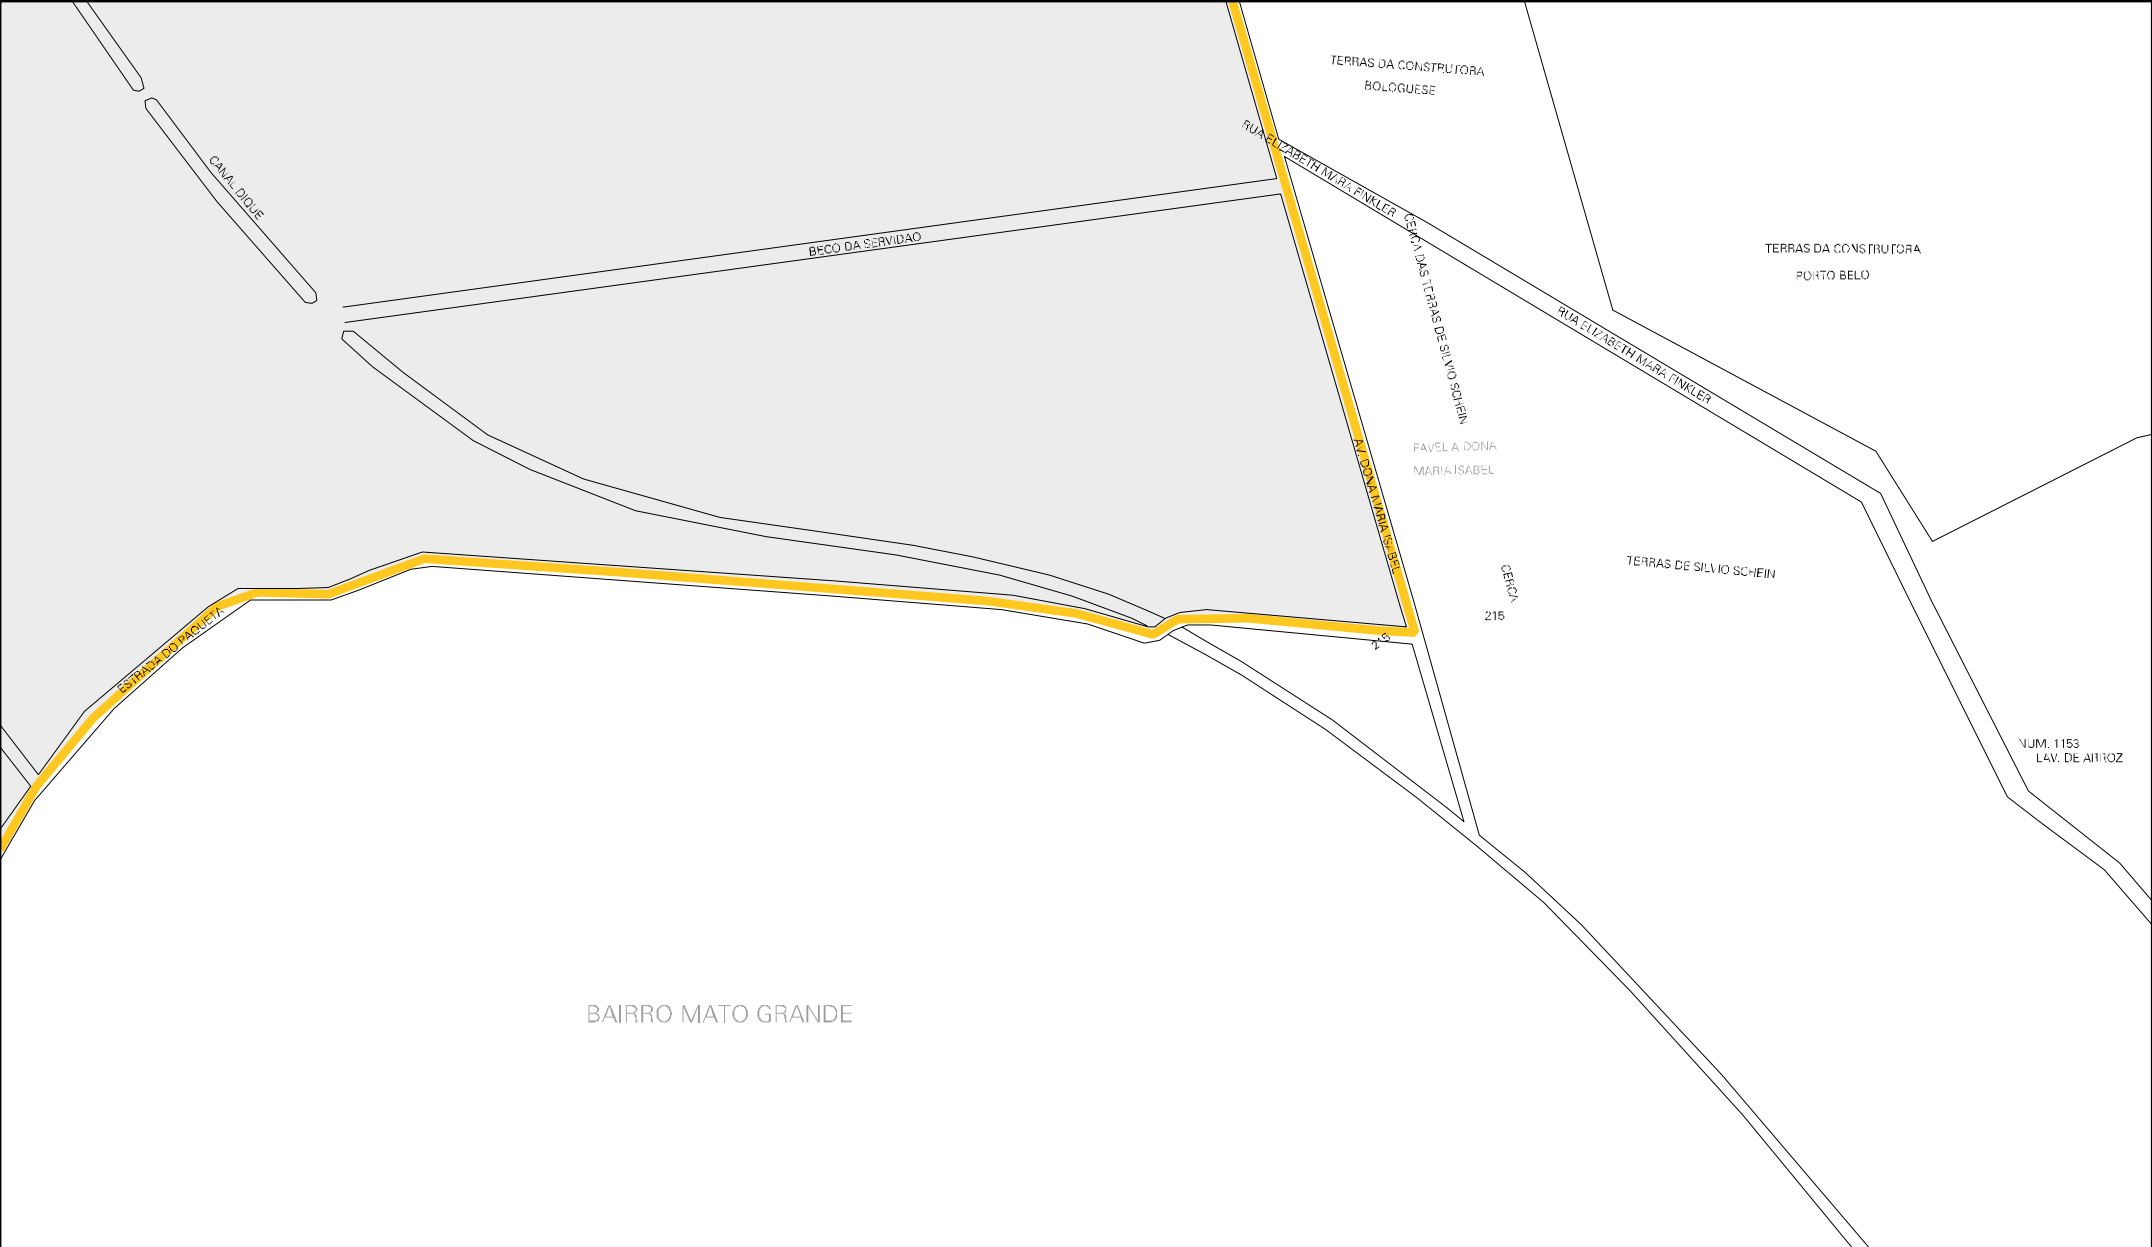 TERRAS DA CONSTRUTORA
BOLOGUESE
RUA ELIZABETH MARA FINKLER
CANAL DIQUE
BECO DA SERVIDAO
CERCA DAS TERRAS DE SILVIO SCHEIN
TERRAS DA CONSTRUTORA
PORTO BELO
RUA ELIZABETH MARA FINKLER
FAVELA DONA
MARIA ISABEL
AV. DONA MARIA ISABEL
TERRAS DE SILVIO SCHEIN
CERCA
215
215
ESTRADA DO PAQUETA
NUM. 1153
LAV. DE ARROZ
BAIRRO MATO GRANDE